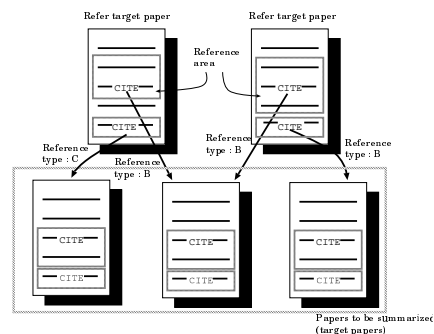 Refer target paper
Refer target paper
Reference
area
CITE
CITE
CITE
CITE
Reference
type : C
Reference
type : B
Reference
type : B
Reference
type : B
CITE
CITE
CITE
CITE
CITE
CITE
Papers to be summarized
(target papers)